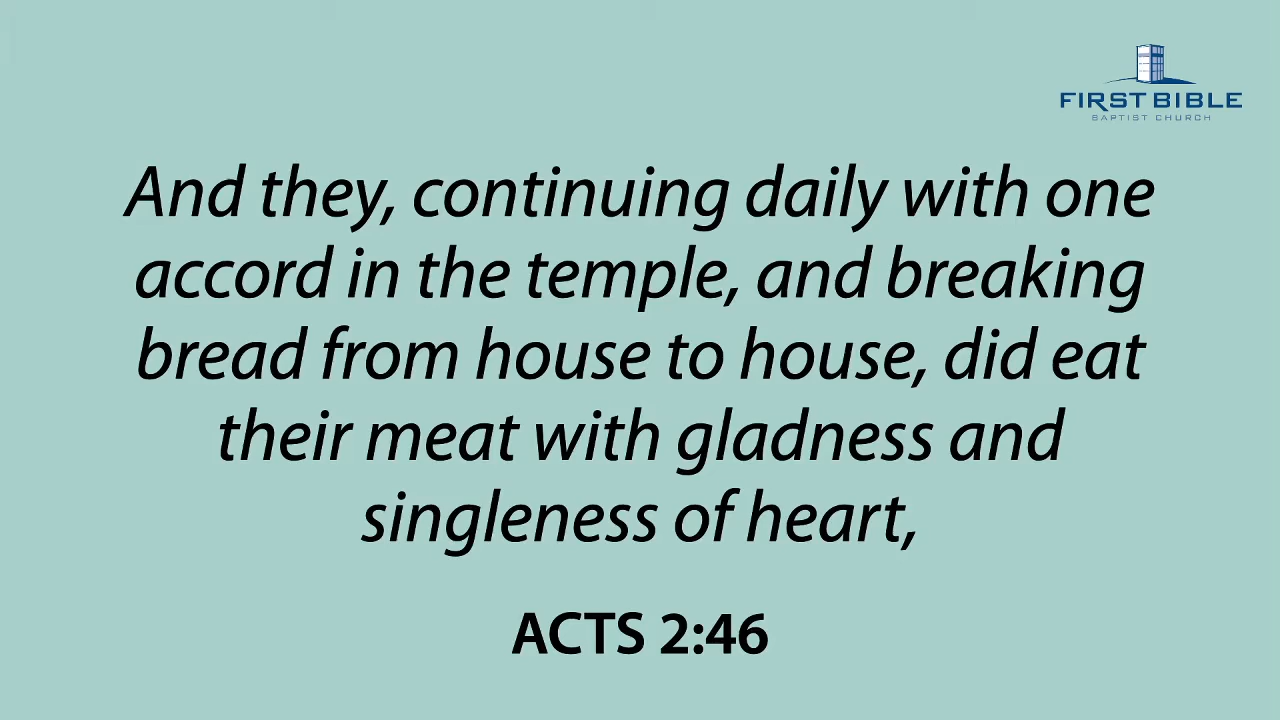 FIRST BIBLE
BAPTIST CHURCH
And they, continuing daily with one
accord in the temple, and breaking
bread from house to house, did eat
their meat with gladness and
singleness of heart,
ACTS 2:46